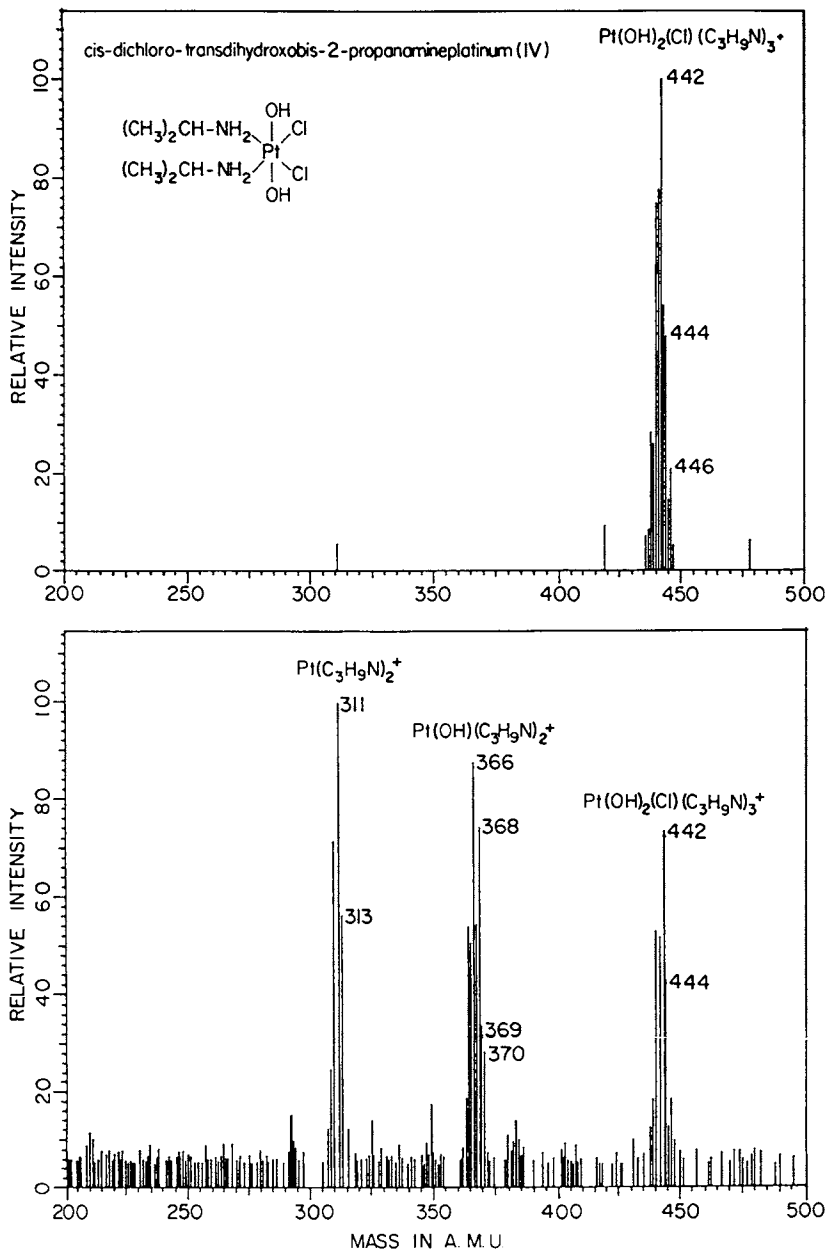 cis-dichloro-transdihydroxobis-2-propanamineplatinum (IV)
Pt(OH)₂(Cl)(C₃H₉N)₃⁺
442
444
446
(CH₃)₂CH-NH₂
(CH₃)₂CH-NH₂
Pt
OH
Cl
Cl
OH
RELATIVE INTENSITY
100
80
60
40
20
0
200 250 300 350 400 450 500
Pt(C₃H₉N)₂⁺
311
313
Pt(OH)(C₃H₉N)₂⁺
366
368
369
370
Pt(OH)₂(Cl)(C₃H₉N)₃⁺
442
444
RELATIVE INTENSITY
100
80
60
40
20
0
200 250 300 350 400 450 500
MASS IN A.M.U.